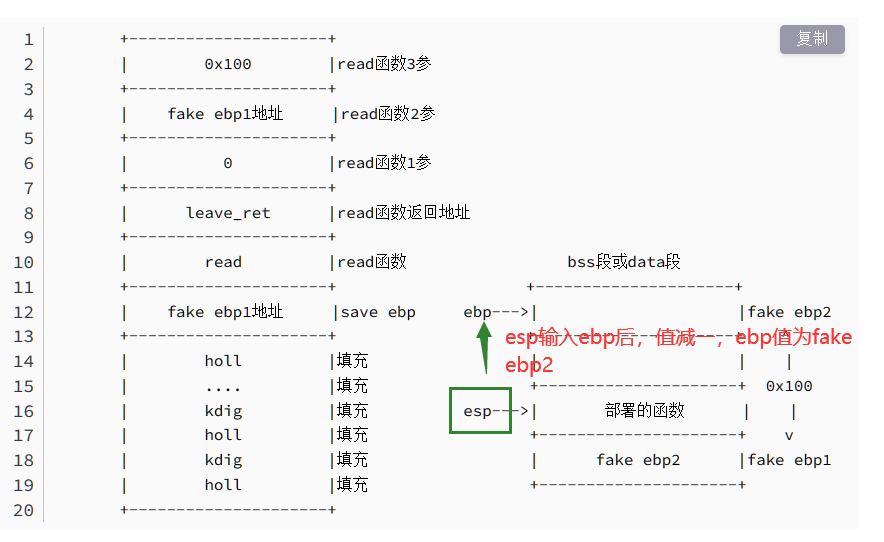 复制
1 +---------------------+
2 | 0x100 |read函数3参
3 +---------------------+
4 | fake ebp1地址 |read函数2参
5 +---------------------+
6 | 0 |read函数1参
7 +---------------------+
8 | leave_ret |read函数返回地址
9 +---------------------+
10 | read |read函数 bss段或data段
11 +---------------------+ +---------------------+
12 | fake ebp1地址 |save ebp ebp--->| |fake ebp2
13 +---------------------+
esp输入ebp后，值减一，ebp值为fake
ebp2
14 | holl |填充 | |
15 | .... |填充 +---------------------+ 0x100
16 | kdig |填充 esp--->| 部署的函数 | |
17 | holl |填充 +---------------------+ v
18 | kdig |填充 | fake ebp2 |fake ebp1
19 | holl |填充 +---------------------+
20 +---------------------+